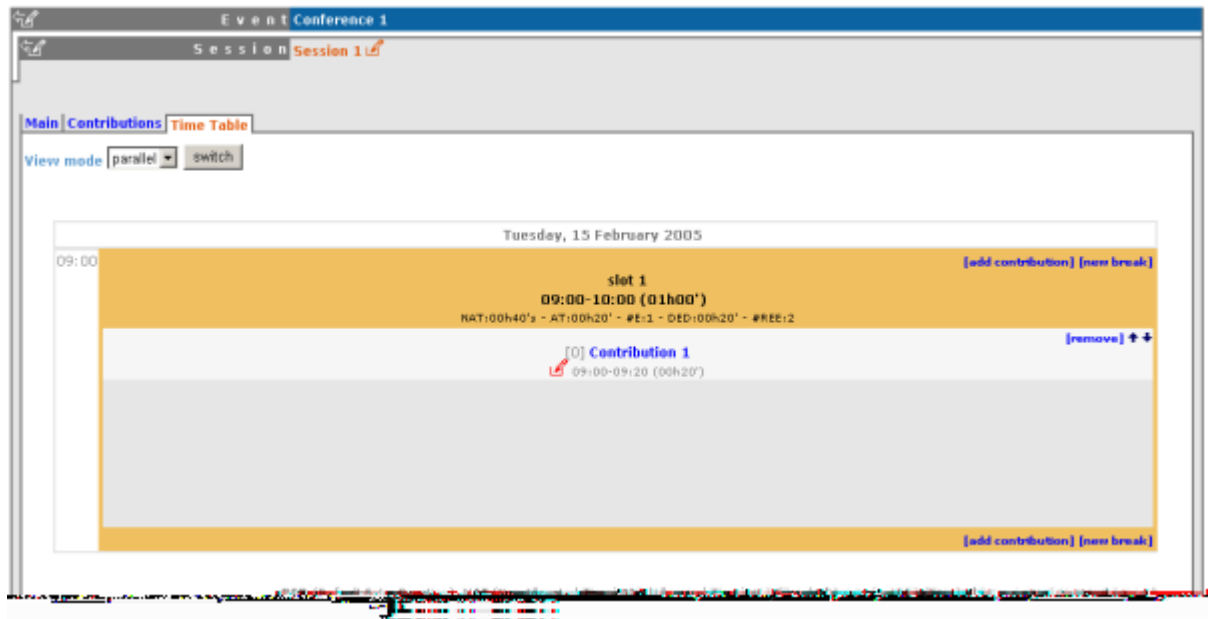 Event Conference 1
Session Session 1
Main Contributions Time Table
View mode parallel switch
Tuesday, 15 February 2005
09:00
[add contribution] [new break]
slot 1
09:00-10:00 (01h00')
NAT:00h40's - AT:00h20' - #E:1 - DED:00h20' - #REE:2
[remove]
[0] Contribution 1
09:00-09:20 (00h20')
[add contribution] [new break]